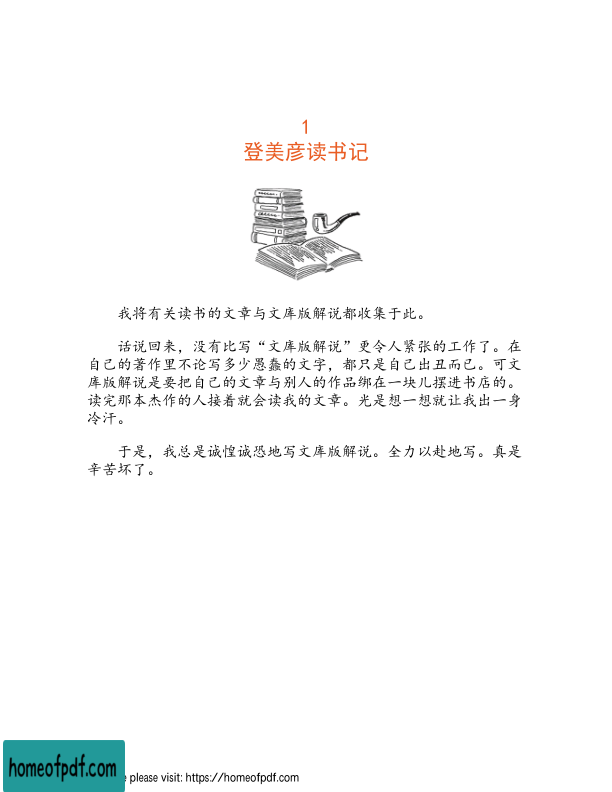 1
登美彦读书记
我将有关读书的文章与文库版解说都收集于此。
话说回来，没有比写“文库版解说”更令人紧张的工作了。在
自己的著作里不论写多少愚蠢的文字，都只是自己出丑而已。可文
库版解说是要把自己的文章与别人的作品绑在一块儿摆进书店的。
读完那本杰作的人接着就会读我的文章。光是想一想就让我出一身
冷汗。
于是，我总是诚惶诚恐地写文库版解说。全力以赴地写。真是
辛苦坏了。
homeofpdf.com
e please visit: https://homeofpdf.com